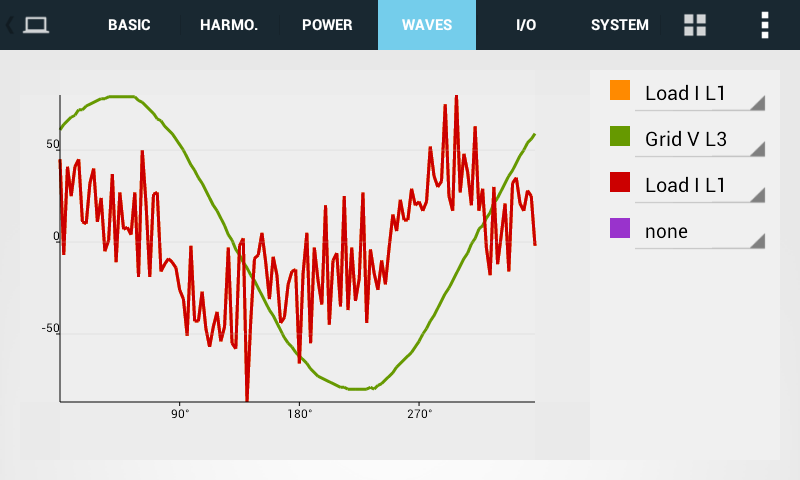 BASIC HARMO. POWER WAVES I/O SYSTEM
Load I L1
Grid V L3
Load I L1
none
50
0
-50
90° 180° 270°